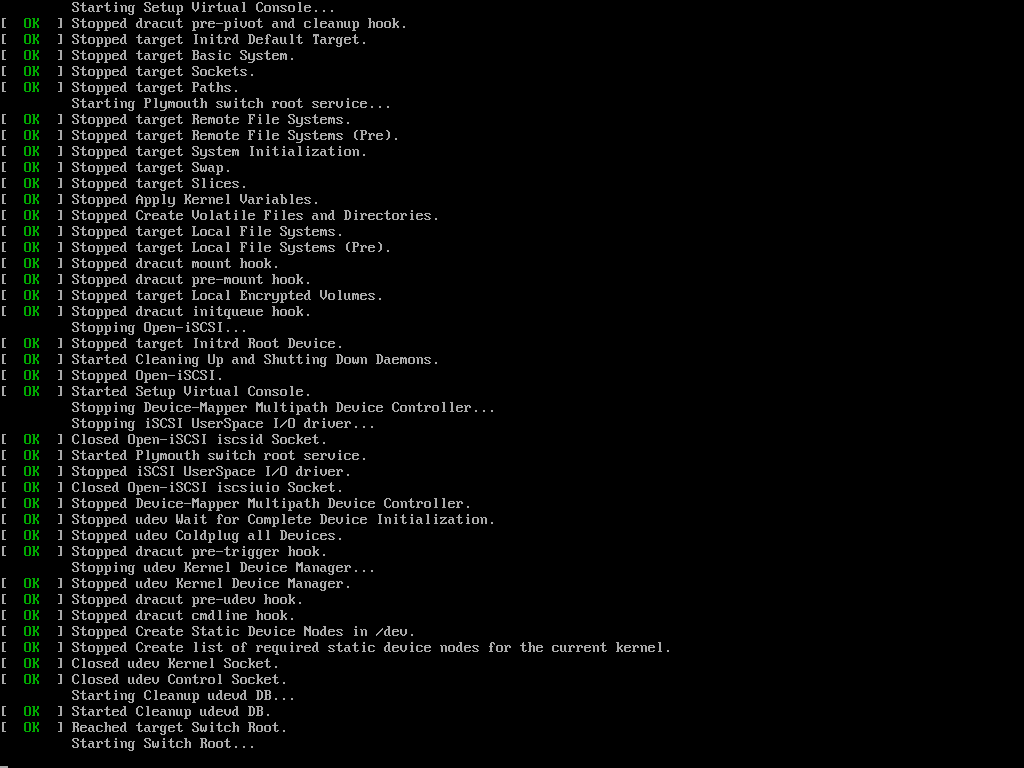 Starting Setup Virtual Console...
[  OK  ] Stopped dracut pre-pivot and cleanup hook.
[  OK  ] Stopped target Initrd Default Target.
[  OK  ] Stopped target Basic System.
[  OK  ] Stopped target Sockets.
[  OK  ] Stopped target Paths.
Starting Plymouth switch root service...
[  OK  ] Stopped target Remote File Systems.
[  OK  ] Stopped target Remote File Systems (Pre).
[  OK  ] Stopped target System Initialization.
[  OK  ] Stopped target Swap.
[  OK  ] Stopped target Slices.
[  OK  ] Stopped Apply Kernel Variables.
[  OK  ] Stopped Create Volatile Files and Directories.
[  OK  ] Stopped target Local File Systems.
[  OK  ] Stopped target Local File Systems (Pre).
[  OK  ] Stopped dracut mount hook.
[  OK  ] Stopped dracut pre-mount hook.
[  OK  ] Stopped target Local Encrypted Volumes.
[  OK  ] Stopped dracut initqueue hook.
Stopping Open-iSCSI...
[  OK  ] Stopped target Initrd Root Device.
[  OK  ] Started Cleaning Up and Shutting Down Daemons.
[  OK  ] Stopped Open-iSCSI.
[  OK  ] Started Setup Virtual Console.
Stopping Device-Mapper Multipath Device Controller...
Stopping iSCSI UserSpace I/O driver...
[  OK  ] Closed Open-iSCSI iscsid Socket.
[  OK  ] Started Plymouth switch root service.
[  OK  ] Stopped iSCSI UserSpace I/O driver.
[  OK  ] Closed Open-iSCSI iscsiuio Socket.
[  OK  ] Stopped Device-Mapper Multipath Device Controller.
[  OK  ] Stopped udev Wait for Complete Device Initialization.
[  OK  ] Stopped udev Coldplug all Devices.
[  OK  ] Stopped dracut pre-trigger hook.
Stopping udev Kernel Device Manager...
[  OK  ] Stopped udev Kernel Device Manager.
[  OK  ] Stopped dracut pre-udev hook.
[  OK  ] Stopped dracut cmdline hook.
[  OK  ] Stopped Create Static Device Nodes in /dev.
[  OK  ] Stopped Create list of required static device nodes for the current kernel.
[  OK  ] Closed udev Kernel Socket.
[  OK  ] Closed udev Control Socket.
Starting Cleanup udevd DB...
[  OK  ] Started Cleanup udevd DB.
[  OK  ] Reached target Switch Root.
Starting Switch Root...